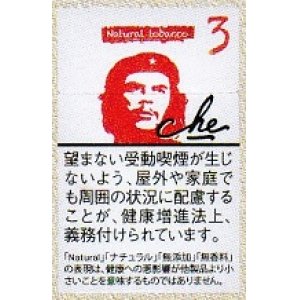 Natural tobacco
3
che
望まない受動喫煙が生じ
ないよう、屋外や家庭で
も周囲の状況に配慮する
ことが、健康増進法上、
義務付けられています。
「Natural」「ナチュラル」「無添加」「無香料」
の表現は、健康への悪影響が他製品より小
さいことを意味するものではありません。